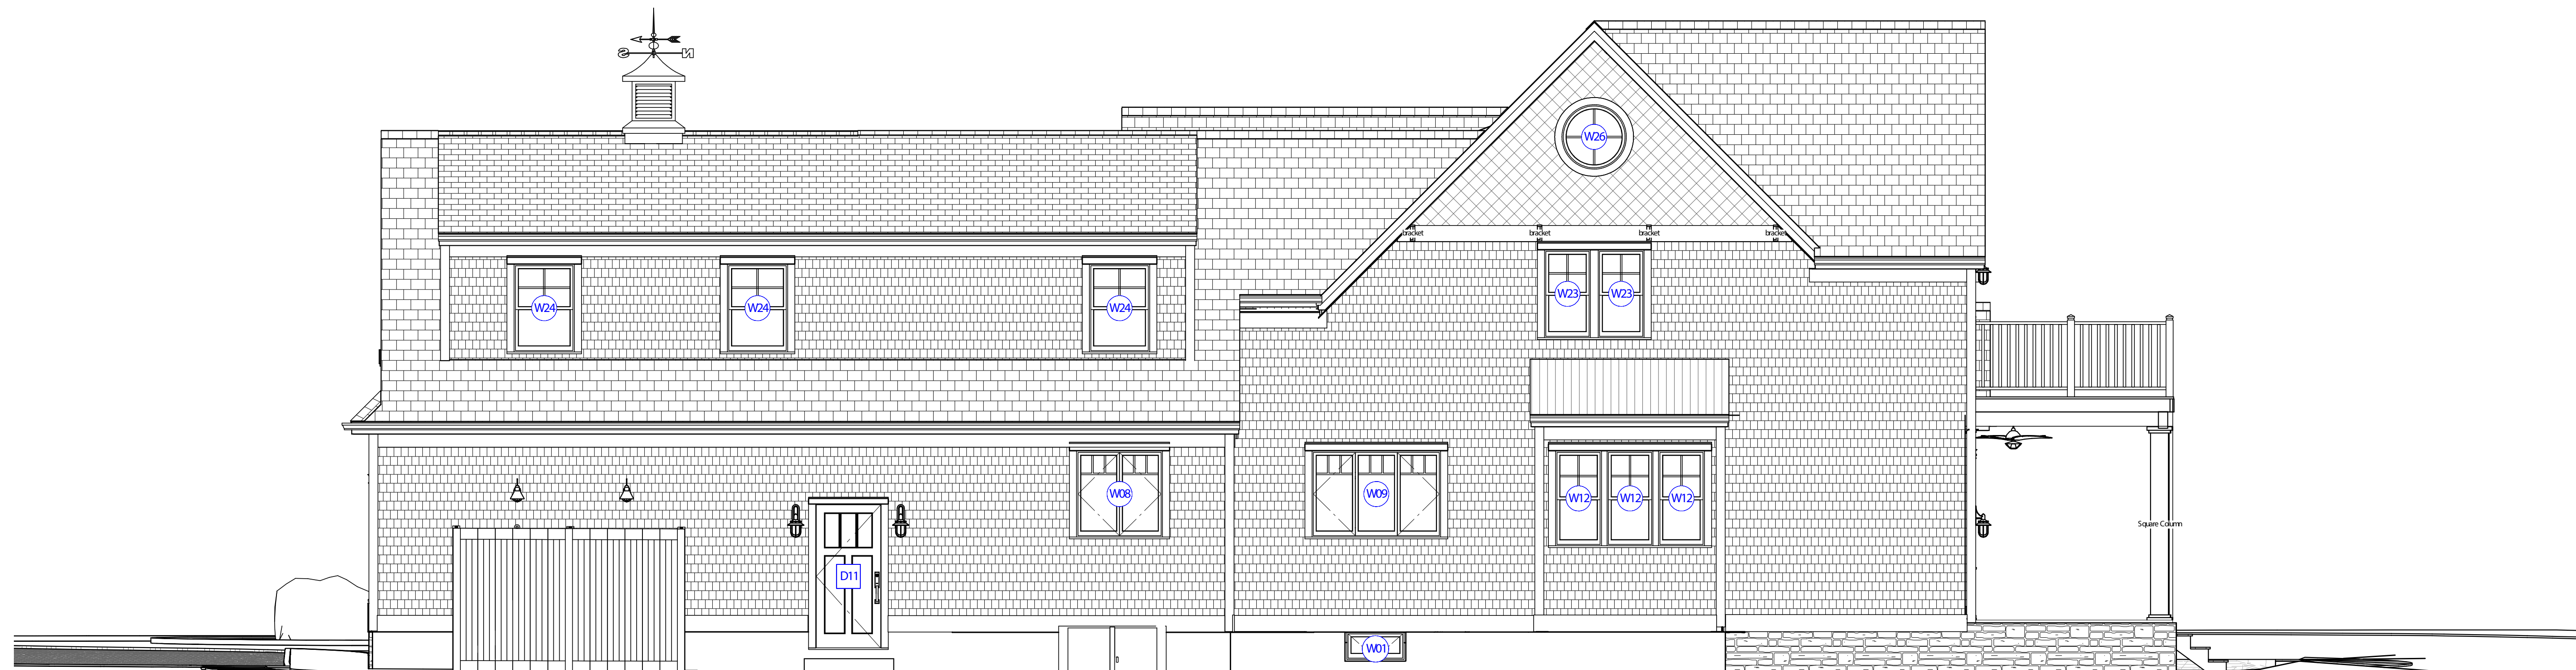 S N
W26
bracket bracket bracket bracket
W23 W23
W24 W24 W24
W08 W09 W12 W12 W12
Square Column
D11
W01